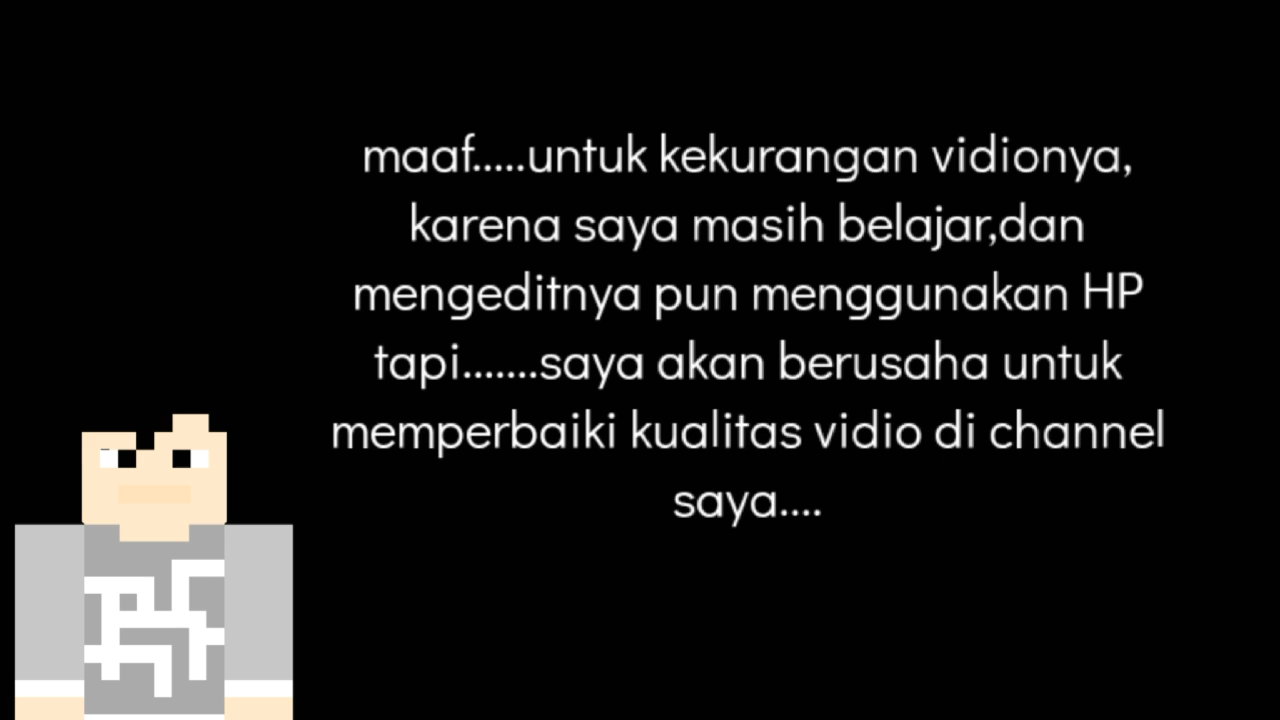 maaf.....untuk kekurangan vidionya,
karena saya masih belajar,dan
mengeditnya pun menggunakan HP
tapi.......saya akan berusaha untuk
memperbaiki kualitas vidio di channel
saya....